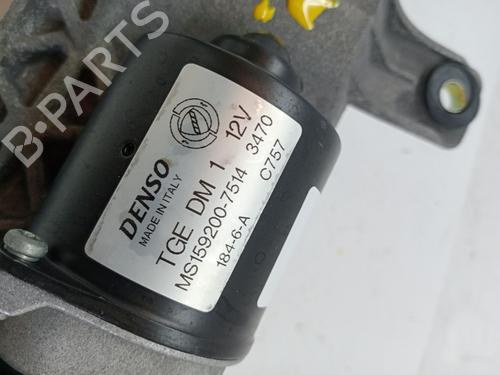 B-PARTS
DENSO
MADE IN ITALY
TGE DM 1 12V
MS159200-7514 3470
184-6-A C757